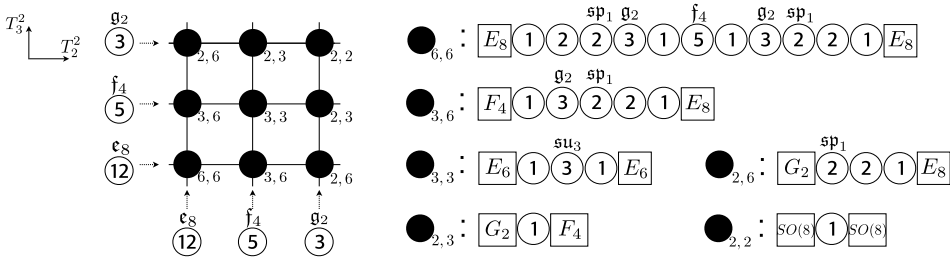 𝔤₂ 𝔰𝔭₁ 𝔤₂ 𝔣₄ 𝔤₂ 𝔰𝔭₁
T₃² T₂² 3 2,6 2,3 2,2 6,6 : E₈ 1 2 2 3 1 5 1 3 2 2 1 E₈
𝔣₄ 𝔤₂ 𝔰𝔭₁
5 3,6 3,3 2,3 3,6 : F₄ 1 3 2 2 1 E₈
𝔢₈ 𝔰𝔲₃ 𝔰𝔭₁
12 6,6 3,6 2,6 3,3 : E₆ 1 3 1 E₆ 2,6 : G₂ 2 2 1 E₈
𝔢₈ 𝔣₄ 𝔤₂
12 5 3 2,3 : G₂ 1 F₄ 2,2 : SO(8) 1 SO(8)